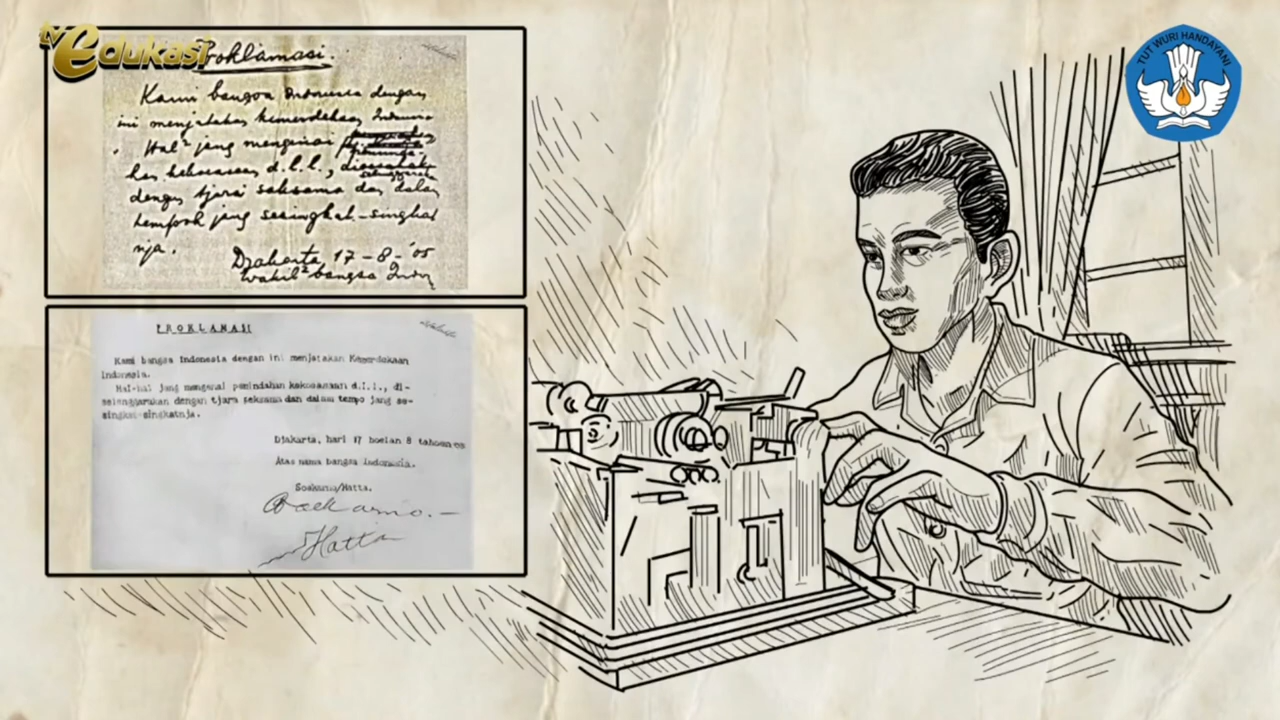 tv edukasi
TUT WURI HANDAYANI
Proklamasi.
Kami bangsa Indonesia dengan
ini menjatakan kemerdekaan Indonesia
Hal² jang mengenai
kekoeasaan d.l.l., diselenggarakan
dengan tjara saksama dan dalam
tempoh jang sesingkat-singkat
nja.
Djakarta 17-8-'05
Wakil² bangsa Indon
PROKLAMASI
Kami bangsa Indonesia dengan ini menjatakan Kemerdekaan
Indonesia.
Hal-hal jang mengenai pemindahan kekoeasaan d.l.l., di-
selenggarakan dengan tjara seksama dan dalam tempo jang se-
singkat-singkatnja.
Djakarta, hari 17 boelan 8 tahoen 05
Atas nama bangsa Indonesia.
Soekarno/Hatta.
Soekarno.-
Hatta